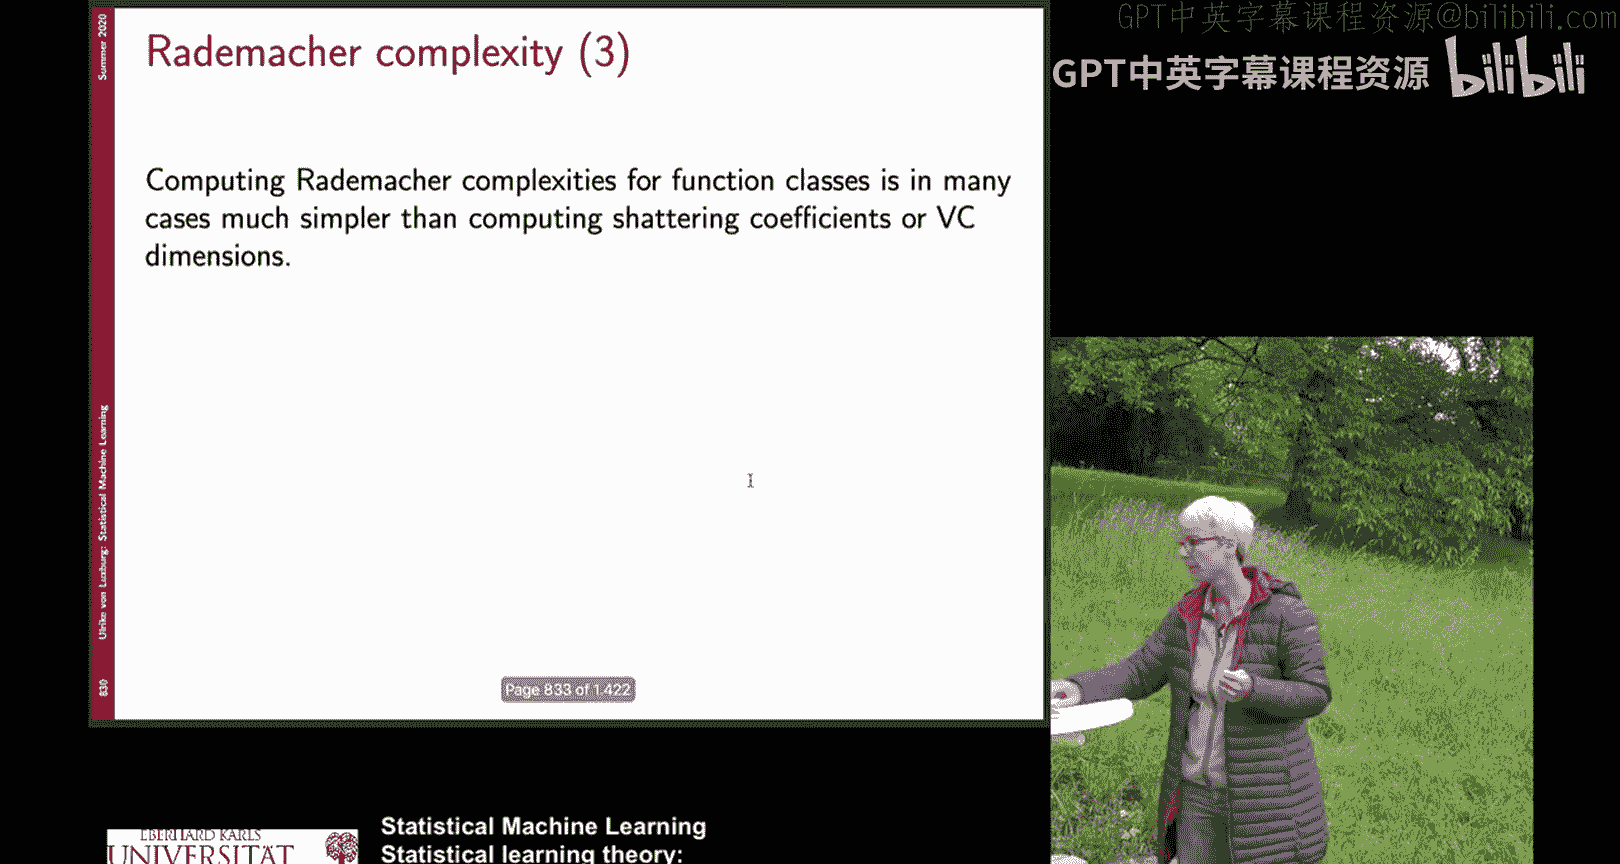 Rademacher complexity (3)
Computing Rademacher complexities for function classes is in many
cases much simpler than computing shattering coefficients or VC
dimensions.
Page 833 of 1.422
Summer 2020
Ulrike von Luxburg: Statistical Machine Learning
830
GPT中英字幕课程资源@bilibili.com
GPT中英字幕课程资源 bilibili
EBERHARD KARLS
UNIVERSITÄT
Statistical Machine Learning
Statistical learning theory: